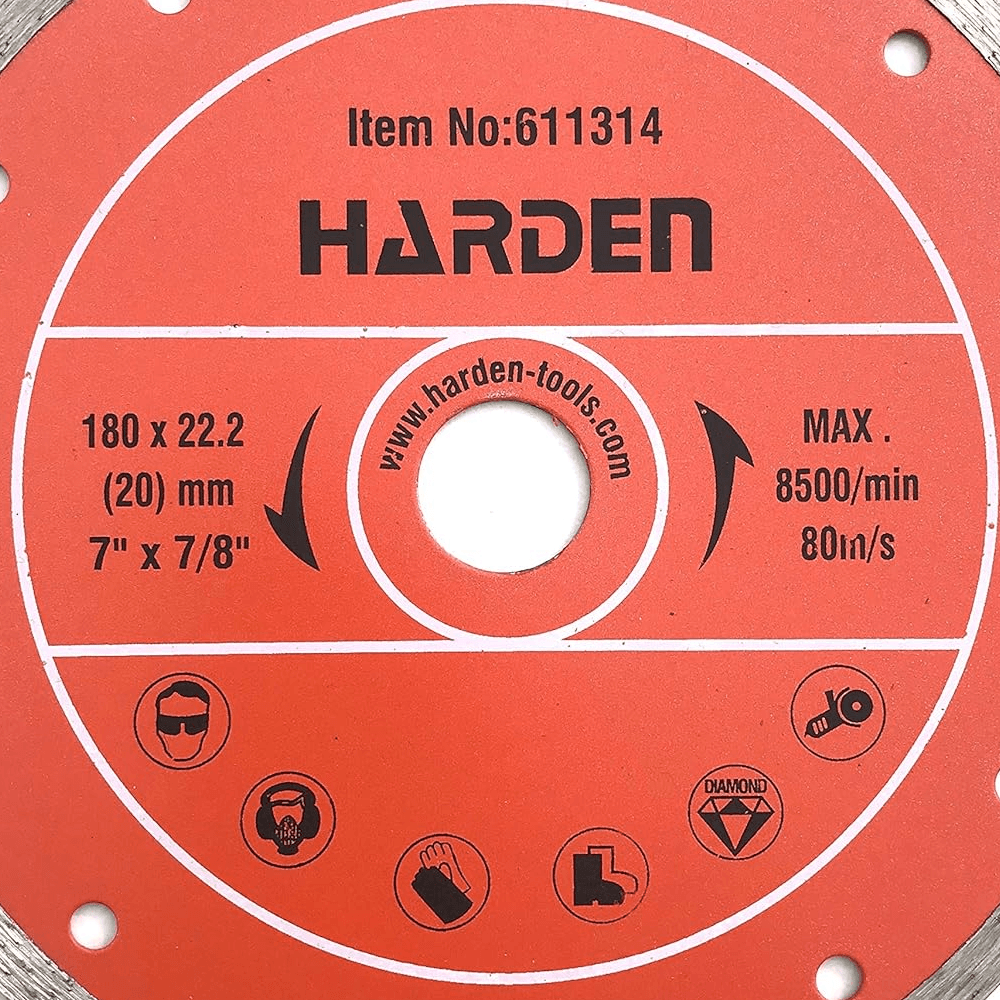 Item No:611314
HARDEN
www.harden-tools.com
180 x 22.2
(20) mm
7" x 7/8"
MAX .
8500/min
80m/s
DIAMOND